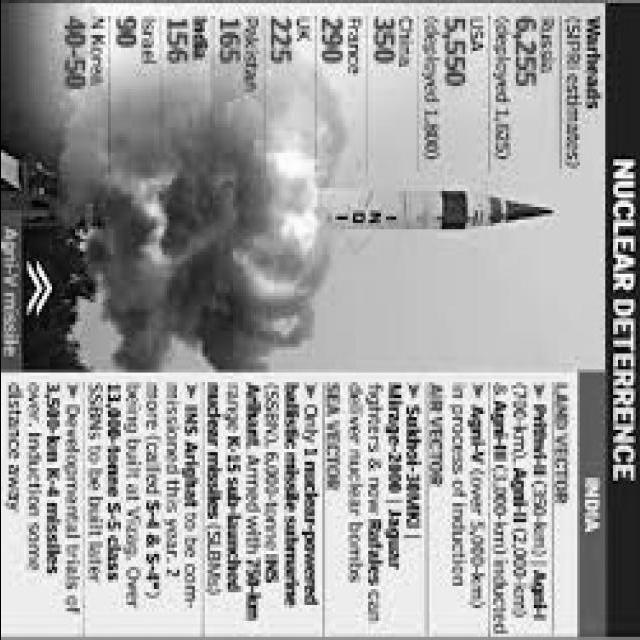 NUCLEAR DETERRENCE
Warheads
(SIPRI estimates)
Russia
6,255
(deployed 1,625)
USA
5,550
(deployed 1,800)
China
350
France
290
UK
225
Pakistan
165
India
156
Israel
90
N Korea
40-50
INDIA
Agni-V missile
INDIA
LAND VECTOR
➤ Prithvi-II (350-km) | Agni-I
(700-km), Agni-II (2,000-km)
& Agni-III (3,000-km) inducted
➤ Agni-V (over 5,000-km)
in process of induction
AIR VECTOR
➤ Sukhoi-30MKI |
Mirage-2000 | Jaguar
fighters & now Rafales can
deliver nuclear bombs
SEA VECTOR
➤ Only 1 nuclear-powered
ballistic missile submarine
(SSBN), 6,000-tonne INS
Arihant. Armed with 750-km
range K-15 sub-launched
nuclear missiles (SLBMs)
➤ INS Arighat to be com-
missioned this year. 2
more (called S-4 & S-4*)
being built at Vizag. Over
13,000-tonne S-5 class
SSBNs to be built later
➤ Developmental trials of
3,500-km K-4 missiles
over. Induction some
distance away